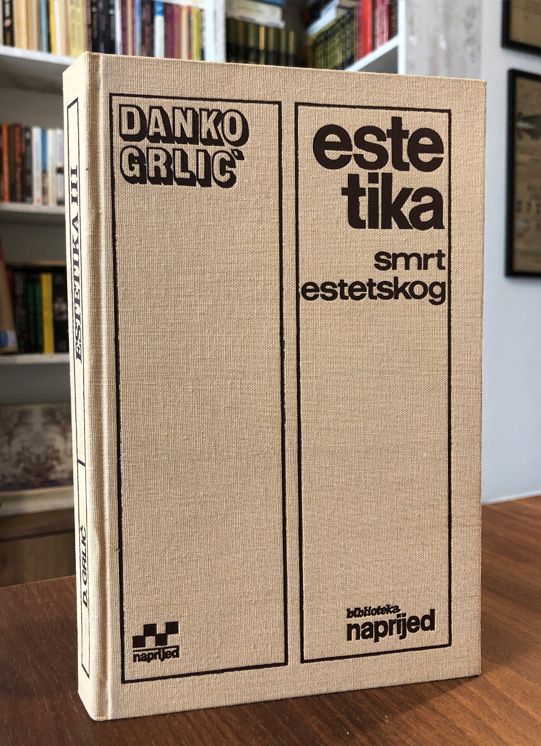 DANKO
GRLIĆ
este
tika
smrt
estetskog
biblioteka
naprijed
naprijed
ESTETIKA III
D. GRLIĆ